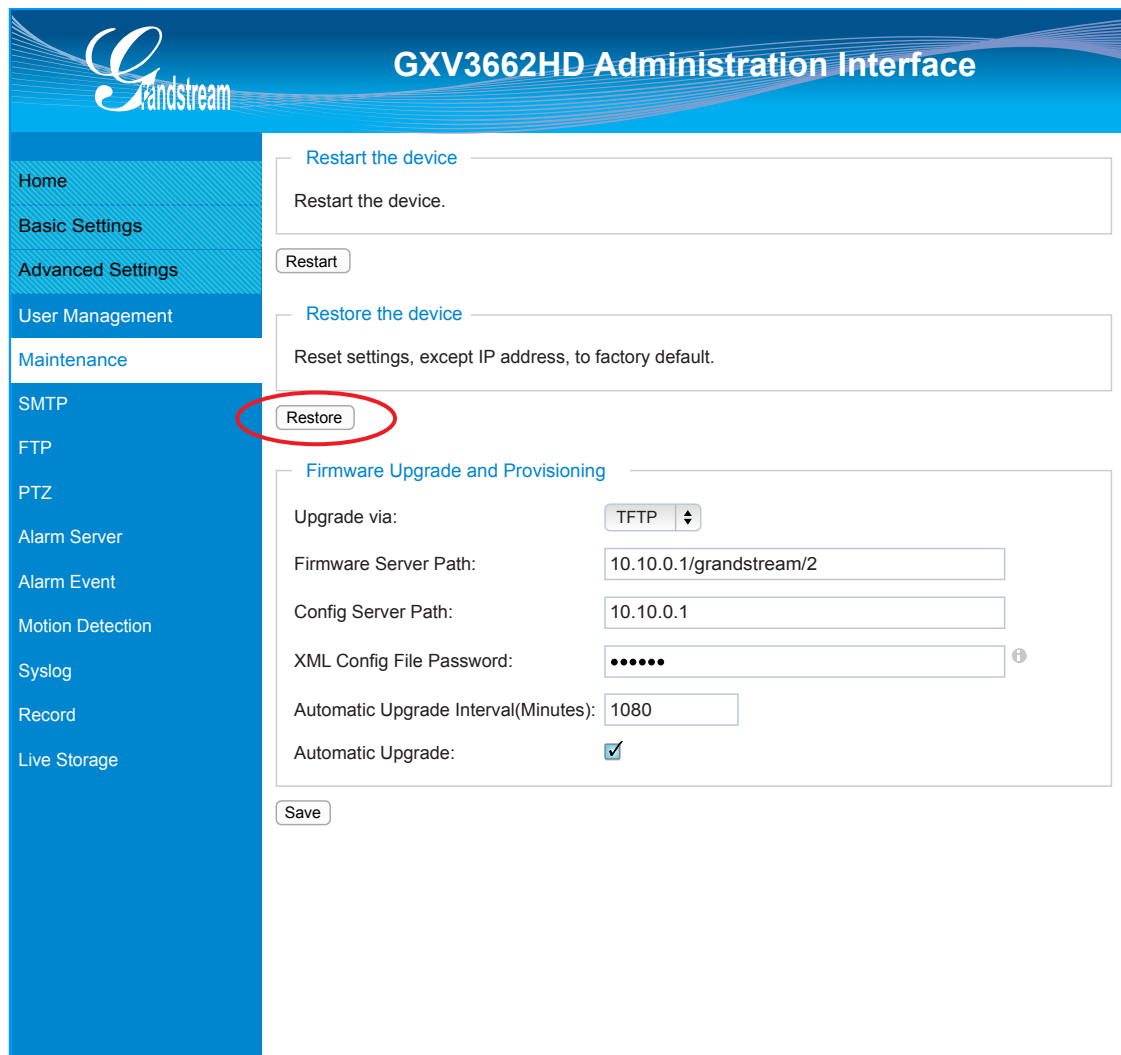 Grandstream
GXV3662HD Administration Interface
Home
Basic Settings
Advanced Settings
User Management
Maintenance
SMTP
FTP
PTZ
Alarm Server
Alarm Event
Motion Detection
Syslog
Record
Live Storage
Restart the device
Restart the device.
Restart
Restore the device
Reset settings, except IP address, to factory default.
Restore
Firmware Upgrade and Provisioning
Upgrade via: TFTP
Firmware Server Path: 10.10.0.1/grandstream/2
Config Server Path: 10.10.0.1
XML Config File Password: ••••••
Automatic Upgrade Interval(Minutes): 1080
Automatic Upgrade:
Save